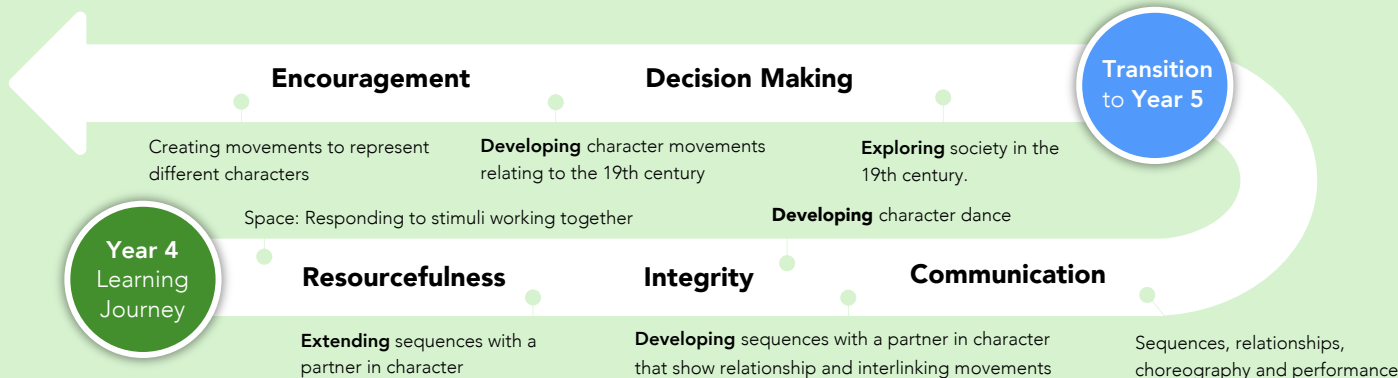 Encouragement
Decision Making
Transition
to Year 5
Creating movements to represent
different characters
Developing character movements
relating to the 19th century
Exploring society in the
19th century.
Space: Responding to stimuli working together
Developing character dance
Year 4
Learning
Journey
Resourcefulness
Integrity
Communication
Extending sequences with a
partner in character
Developing sequences with a partner in character
that show relationship and interlinking movements
Sequences, relationships,
choreography and performance